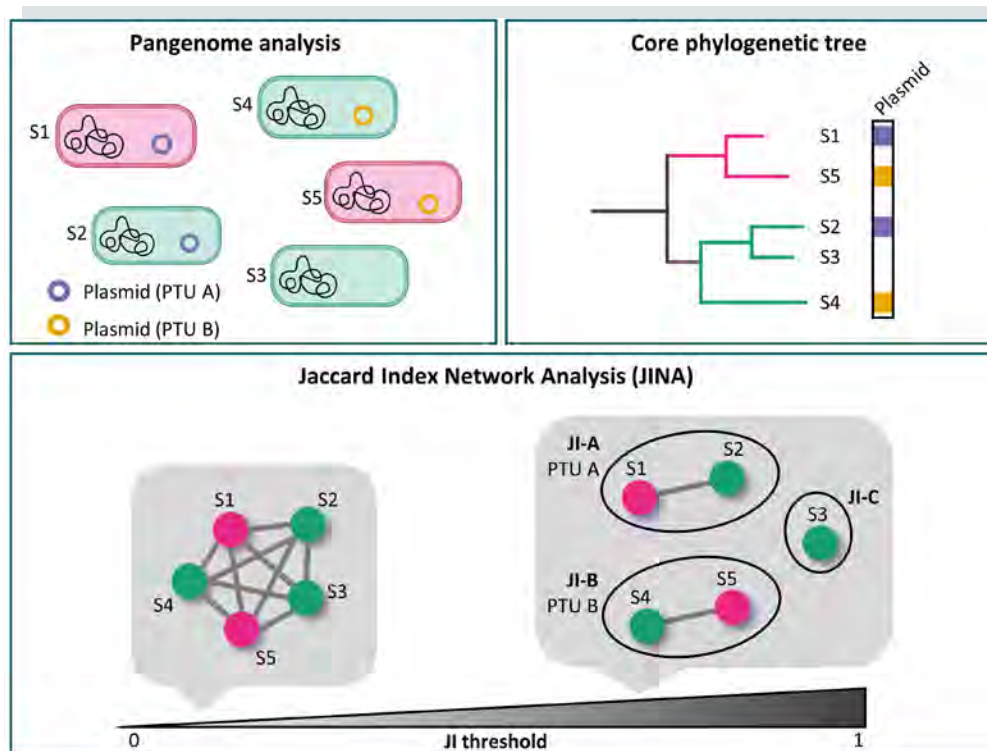 Pangenome analysis
S1
S4
S5
S2
S3
Plasmid (PTU A)
Plasmid (PTU B)
Core phylogenetic tree
Plasmid
S1
S5
S2
S3
S4
Jaccard Index Network Analysis (JINA)
S1
S2
S4
S3
S5
JI-A
PTU A
S1
S2
JI-C
S3
JI-B
PTU B
S4
S5
0
JI threshold
1